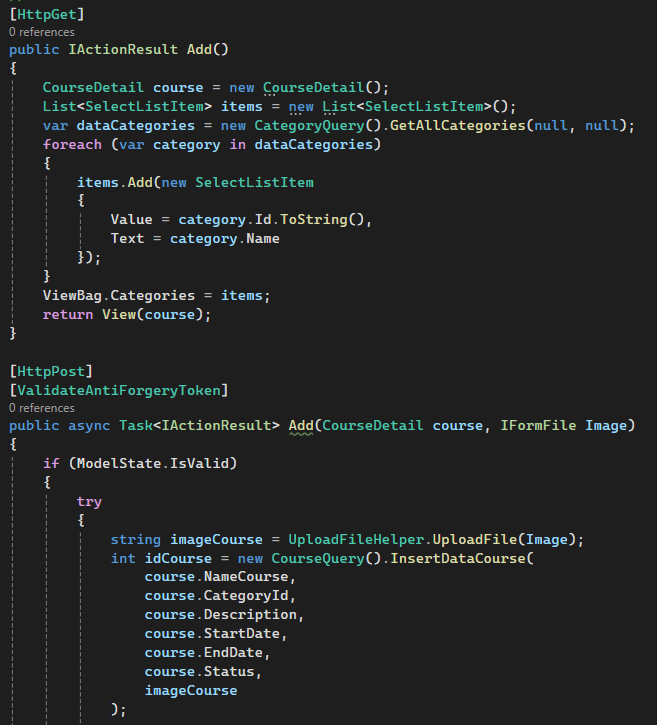 [HttpGet]
0 references
public IActionResult Add()
{
    CourseDetail course = new CourseDetail();
    List<SelectListItem> items = new List<SelectListItem>();
    var dataCategories = new CategoryQuery().GetAllCategories(null, null);
    foreach (var category in dataCategories)
    {
        items.Add(new SelectListItem
        {
            Value = category.Id.ToString(),
            Text = category.Name
        });
    }
    ViewBag.Categories = items;
    return View(course);
}
[HttpPost]
[ValidateAntiForgeryToken]
0 references
public async Task<IActionResult> Add(CourseDetail course, IFormFile Image)
{
    if (ModelState.IsValid)
    {
        try
        {
            string imageCourse = UploadFileHelper.UploadFile(Image);
            int idCourse = new CourseQuery().InsertDataCourse(
                course.NameCourse,
                course.CategoryId,
                course.Description,
                course.StartDate,
                course.EndDate,
                course.Status,
                imageCourse
            );